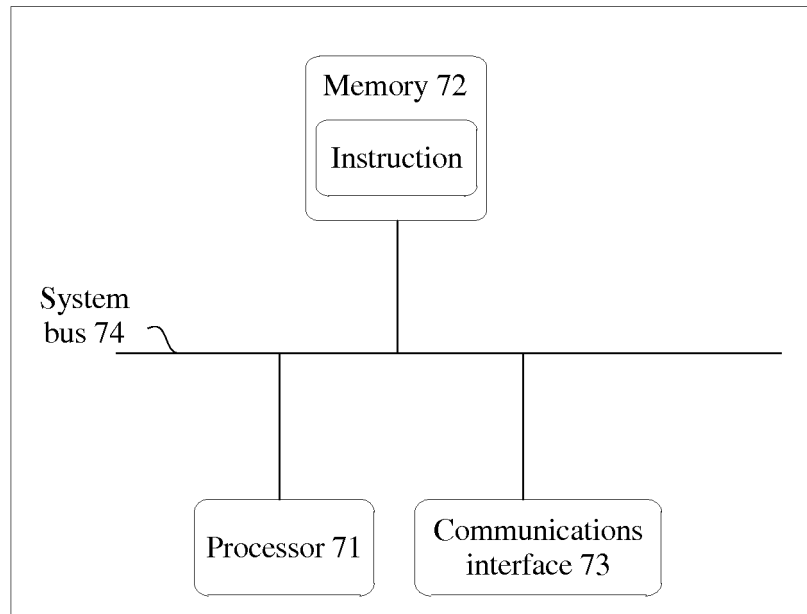 Memory 72
Instruction
System
bus 74
Processor 71
Communications
interface 73